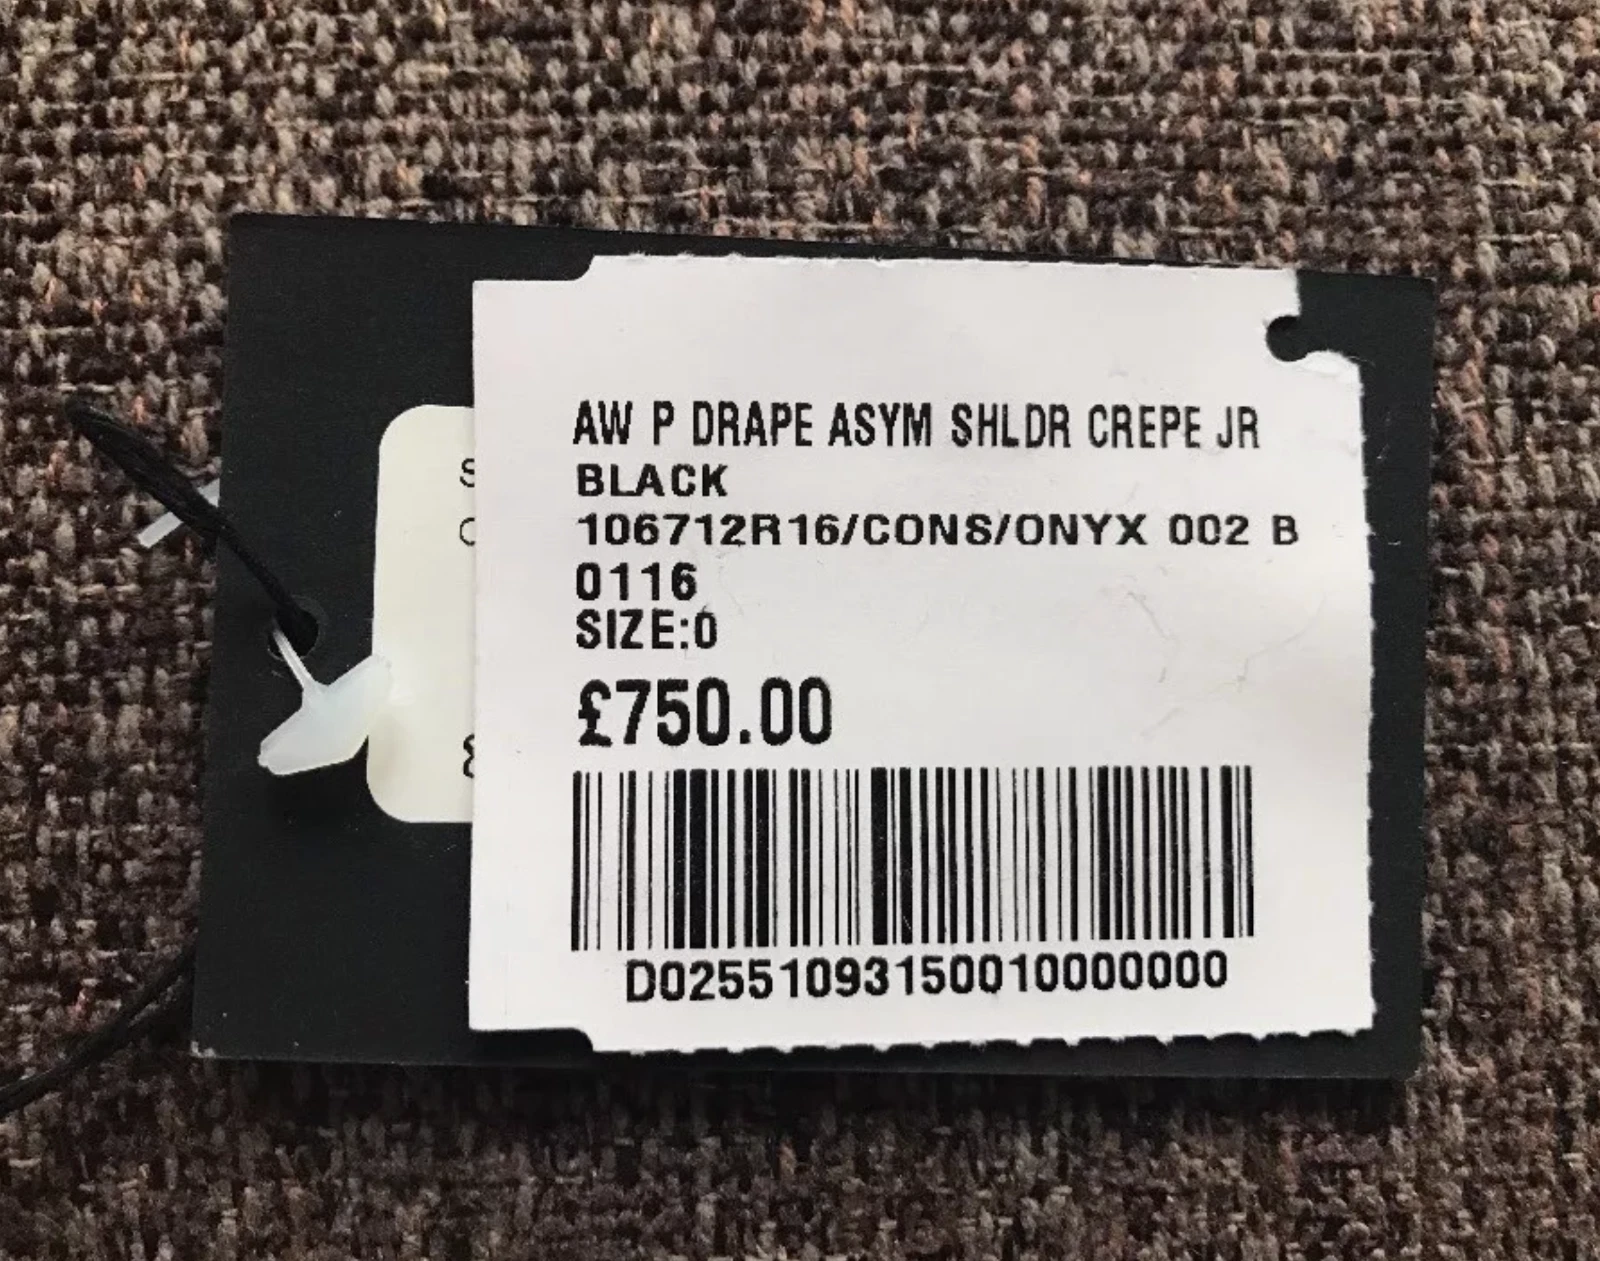 AW P DRAPE ASYM SHLDR CREPE JR
BLACK
106712R16/CONS/ONYX 002 B
0116
SIZE:0
£750.00
D02551093150010000000